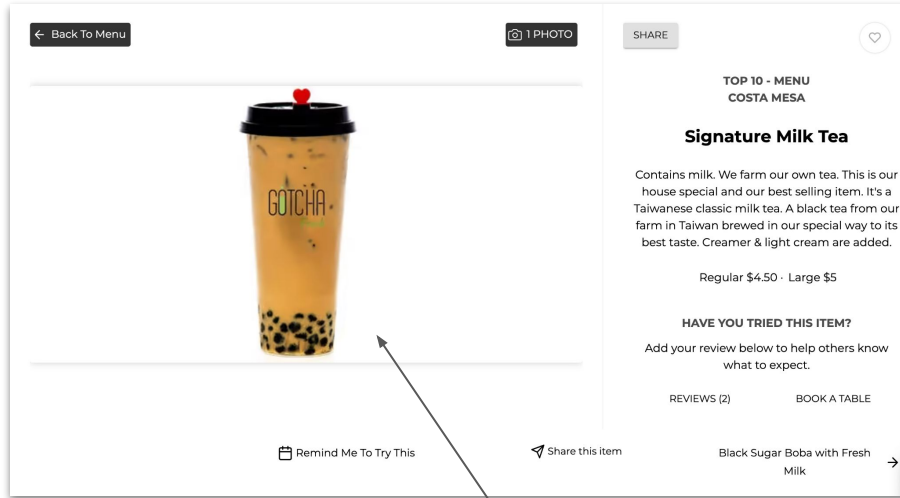 ← Back To Menu
1 PHOTO
GOTCHA
SHARE
TOP 10 - MENU
COSTA MESA
Signature Milk Tea
Contains milk. We farm our own tea. This is our
house special and our best selling item. It's a
Taiwanese classic milk tea. A black tea from our
farm in Taiwan brewed in our special way to its
best taste. Creamer & light cream are added.
Regular $4.50 · Large $5
HAVE YOU TRIED THIS ITEM?
Add your review below to help others know
what to expect.
REVIEWS (2)
BOOK A TABLE
Remind Me To Try This
Share this item
Black Sugar Boba with Fresh
Milk →